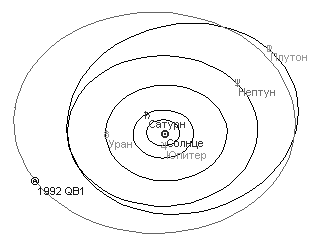 Плутон
Нептун
Сатурн
Уран
Солнце
Юпитер
1992 QB1